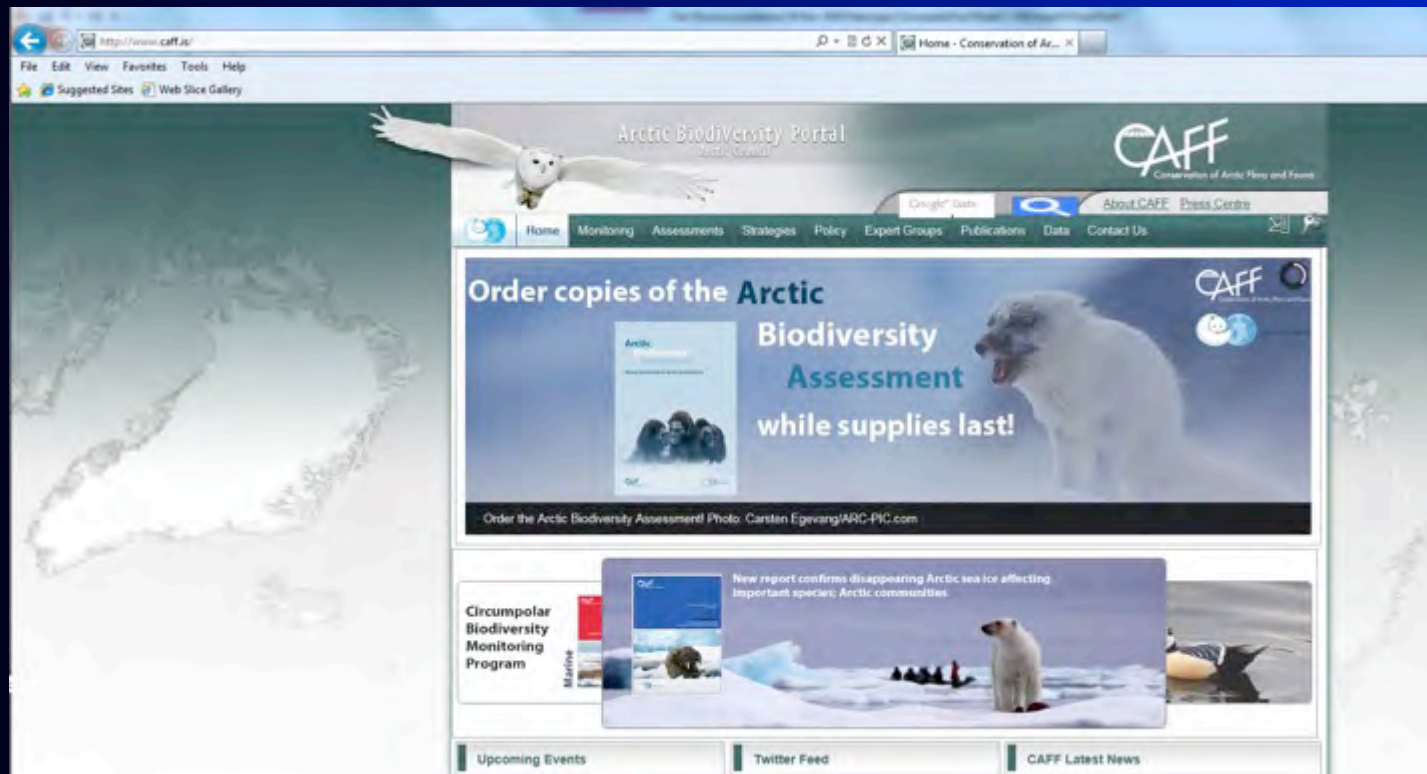 http://www.caff.is/
Home - Conservation of Ar...
File Edit View Favorites Tools Help
Suggested Sites Web Slice Gallery
Arctic Biodiversity Portal
Arctic Council
CAFF
Conservation of Arctic Flora and Fauna
Google™
About CAFF Press Centre
Home Monitoring Assessments Strategies Policy Expert Groups Publications Data Contact Us
Order copies of the Arctic
Biodiversity
Assessment
while supplies last!
CAFF
Arctic
Order the Arctic Biodiversity Assessment! Photo: Carsten Egevang/ARC-PIC.com
Circumpolar
Biodiversity
Monitoring
Program
Marine
New report confirms disappearing Arctic sea ice affecting
important species; Arctic communities
Upcoming Events
Twitter Feed
CAFF Latest News